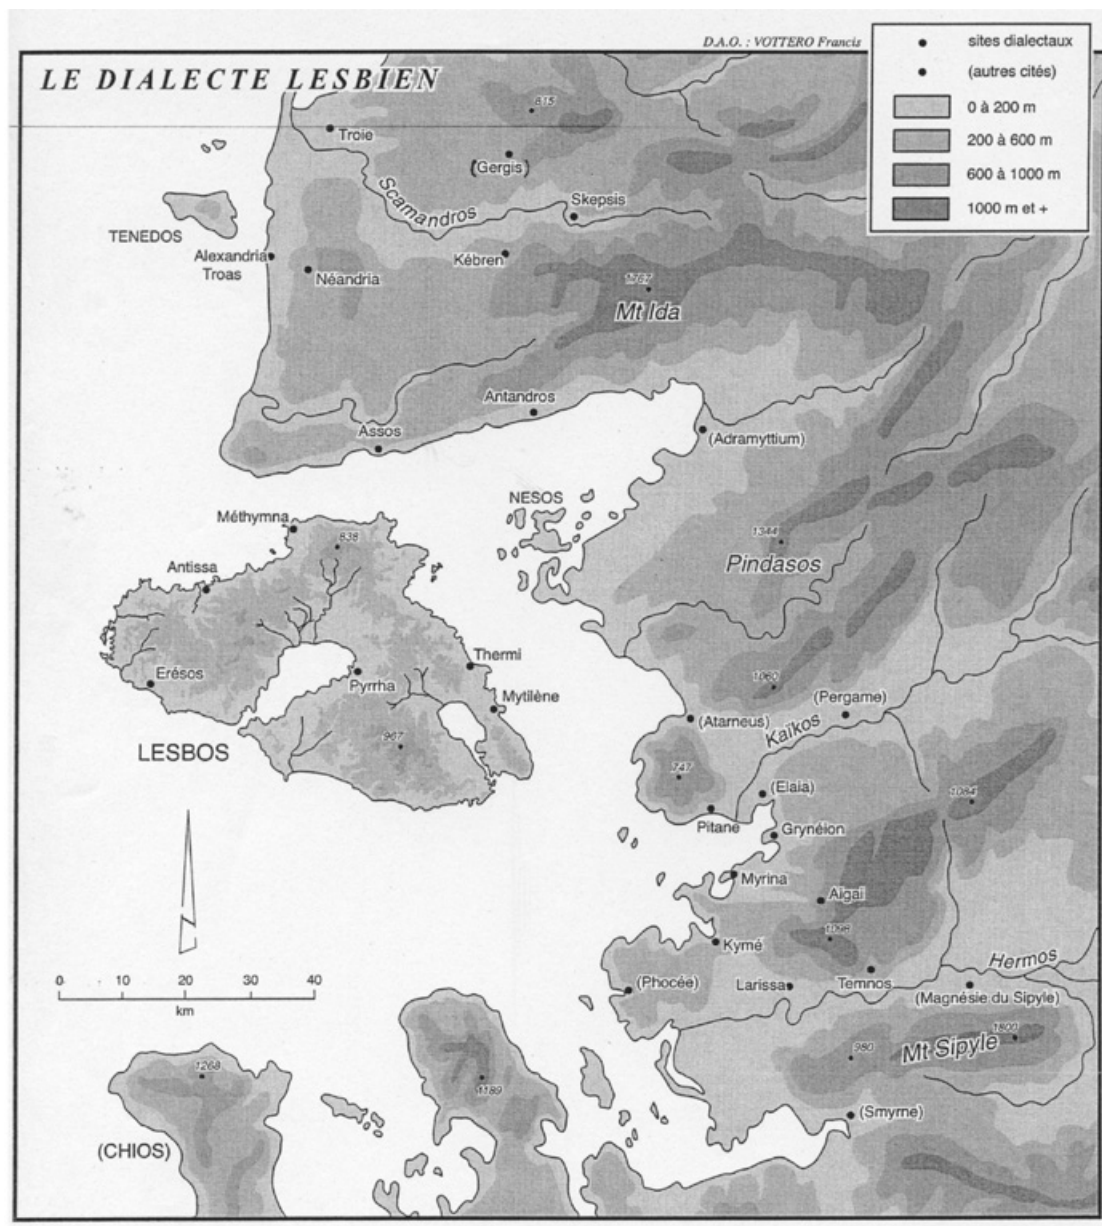 D.A.O. : VOTTERO Francis
LE DIALECTE LESBIEN
sites dialectaux
(autres cités)
0 à 200 m
200 à 600 m
600 à 1000 m
1000 m et +
815
Troie
(Gergis)
Scamandros
Skepsis
TENEDOS
Alexandria
Troas
Néandria
Kébren
1767
Mt Ida
Antandros
Assos
(Adramyttium)
NESOS
Méthymna
838
1344
Pindasos
Antissa
Thermi
Erésos
Pyrrha
Mytilène
1060
(Pergame)
(Atarneus)
Kaïkos
LESBOS
967
747
(Elaia)
1084
Pitane
Grynéion
Myrina
Aïgaï
1098
Kymé
Hermos
(Phocée)
Larissa
Temnos
(Magnésie du Sipyle)
0 10 20 30 40
km
1800
980
Mt Sipyle
1268
1189
(Smyrne)
(CHIOS)